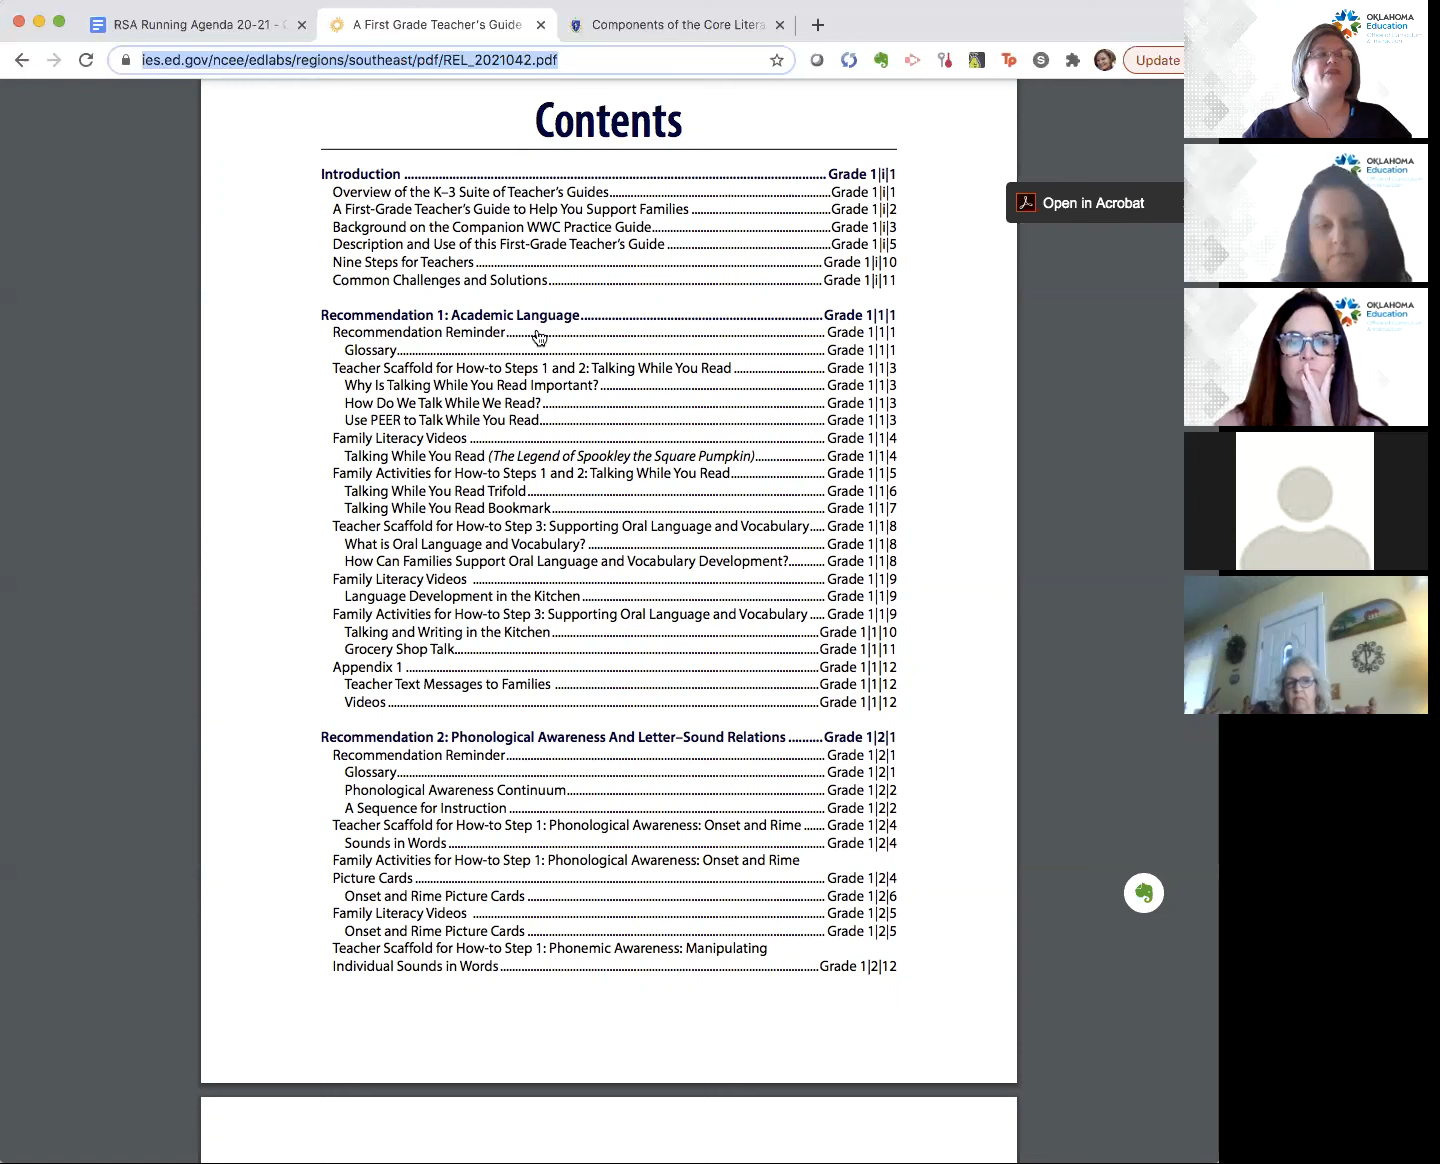 RSA Running Agenda 20-21 -
A First Grade Teacher's Guide
Components of the Core Litera
ies.ed.gov/ncee/edlabs/regions/southeast/pdf/REL_2021042.pdf
Tp
S
Update
Open in Acrobat
Contents
Introduction ........ Grade 1|i|1
Overview of the K–3 Suite of Teacher's Guides........ Grade 1|i|1
A First-Grade Teacher's Guide to Help You Support Families ........ Grade 1|i|2
Background on the Companion WWC Practice Guide........ Grade 1|i|3
Description and Use of this First-Grade Teacher's Guide ........ Grade 1|i|5
Nine Steps for Teachers ........ Grade 1|i|10
Common Challenges and Solutions........ Grade 1|i|11
Recommendation 1: Academic Language........ Grade 1|1|1
Recommendation Reminder........ Grade 1|1|1
Glossary........ Grade 1|1|1
Teacher Scaffold for How-to Steps 1 and 2: Talking While You Read ........ Grade 1|1|3
Why Is Talking While You Read Important?........ Grade 1|1|3
How Do We Talk While We Read?........ Grade 1|1|3
Use PEER to Talk While You Read........ Grade 1|1|3
Family Literacy Videos ........ Grade 1|1|4
Talking While You Read (The Legend of Spookley the Square Pumpkin)........ Grade 1|1|4
Family Activities for How-to Steps 1 and 2: Talking While You Read........ Grade 1|1|5
Talking While You Read Trifold........ Grade 1|1|6
Talking While You Read Bookmark........ Grade 1|1|7
Teacher Scaffold for How-to Step 3: Supporting Oral Language and Vocabulary..... Grade 1|1|8
What is Oral Language and Vocabulary? ........ Grade 1|1|8
How Can Families Support Oral Language and Vocabulary Development?........ Grade 1|1|8
Family Literacy Videos ........ Grade 1|1|9
Language Development in the Kitchen ........ Grade 1|1|9
Family Activities for How-to Step 3: Supporting Oral Language and Vocabulary ..... Grade 1|1|9
Talking and Writing in the Kitchen........ Grade 1|1|10
Grocery Shop Talk........ Grade 1|1|11
Appendix 1 ........ Grade 1|1|12
Teacher Text Messages to Families ........ Grade 1|1|12
Videos ........ Grade 1|1|12
Recommendation 2: Phonological Awareness And Letter–Sound Relations ........ Grade 1|2|1
Recommendation Reminder........ Grade 1|2|1
Glossary........ Grade 1|2|1
Phonological Awareness Continuum........ Grade 1|2|2
A Sequence for Instruction ........ Grade 1|2|2
Teacher Scaffold for How-to Step 1: Phonological Awareness: Onset and Rime ...... Grade 1|2|4
Sounds in Words ........ Grade 1|2|4
Family Activities for How-to Step 1: Phonological Awareness: Onset and Rime
Picture Cards ........ Grade 1|2|4
Onset and Rime Picture Cards ........ Grade 1|2|6
Family Literacy Videos ........ Grade 1|2|5
Onset and Rime Picture Cards ........ Grade 1|2|5
Teacher Scaffold for How-to Step 1: Phonemic Awareness: Manipulating
Individual Sounds in Words........ Grade 1|2|12
OKLAHOMA
Education
OKLAHOMA
Education
OKLAHOMA
Education